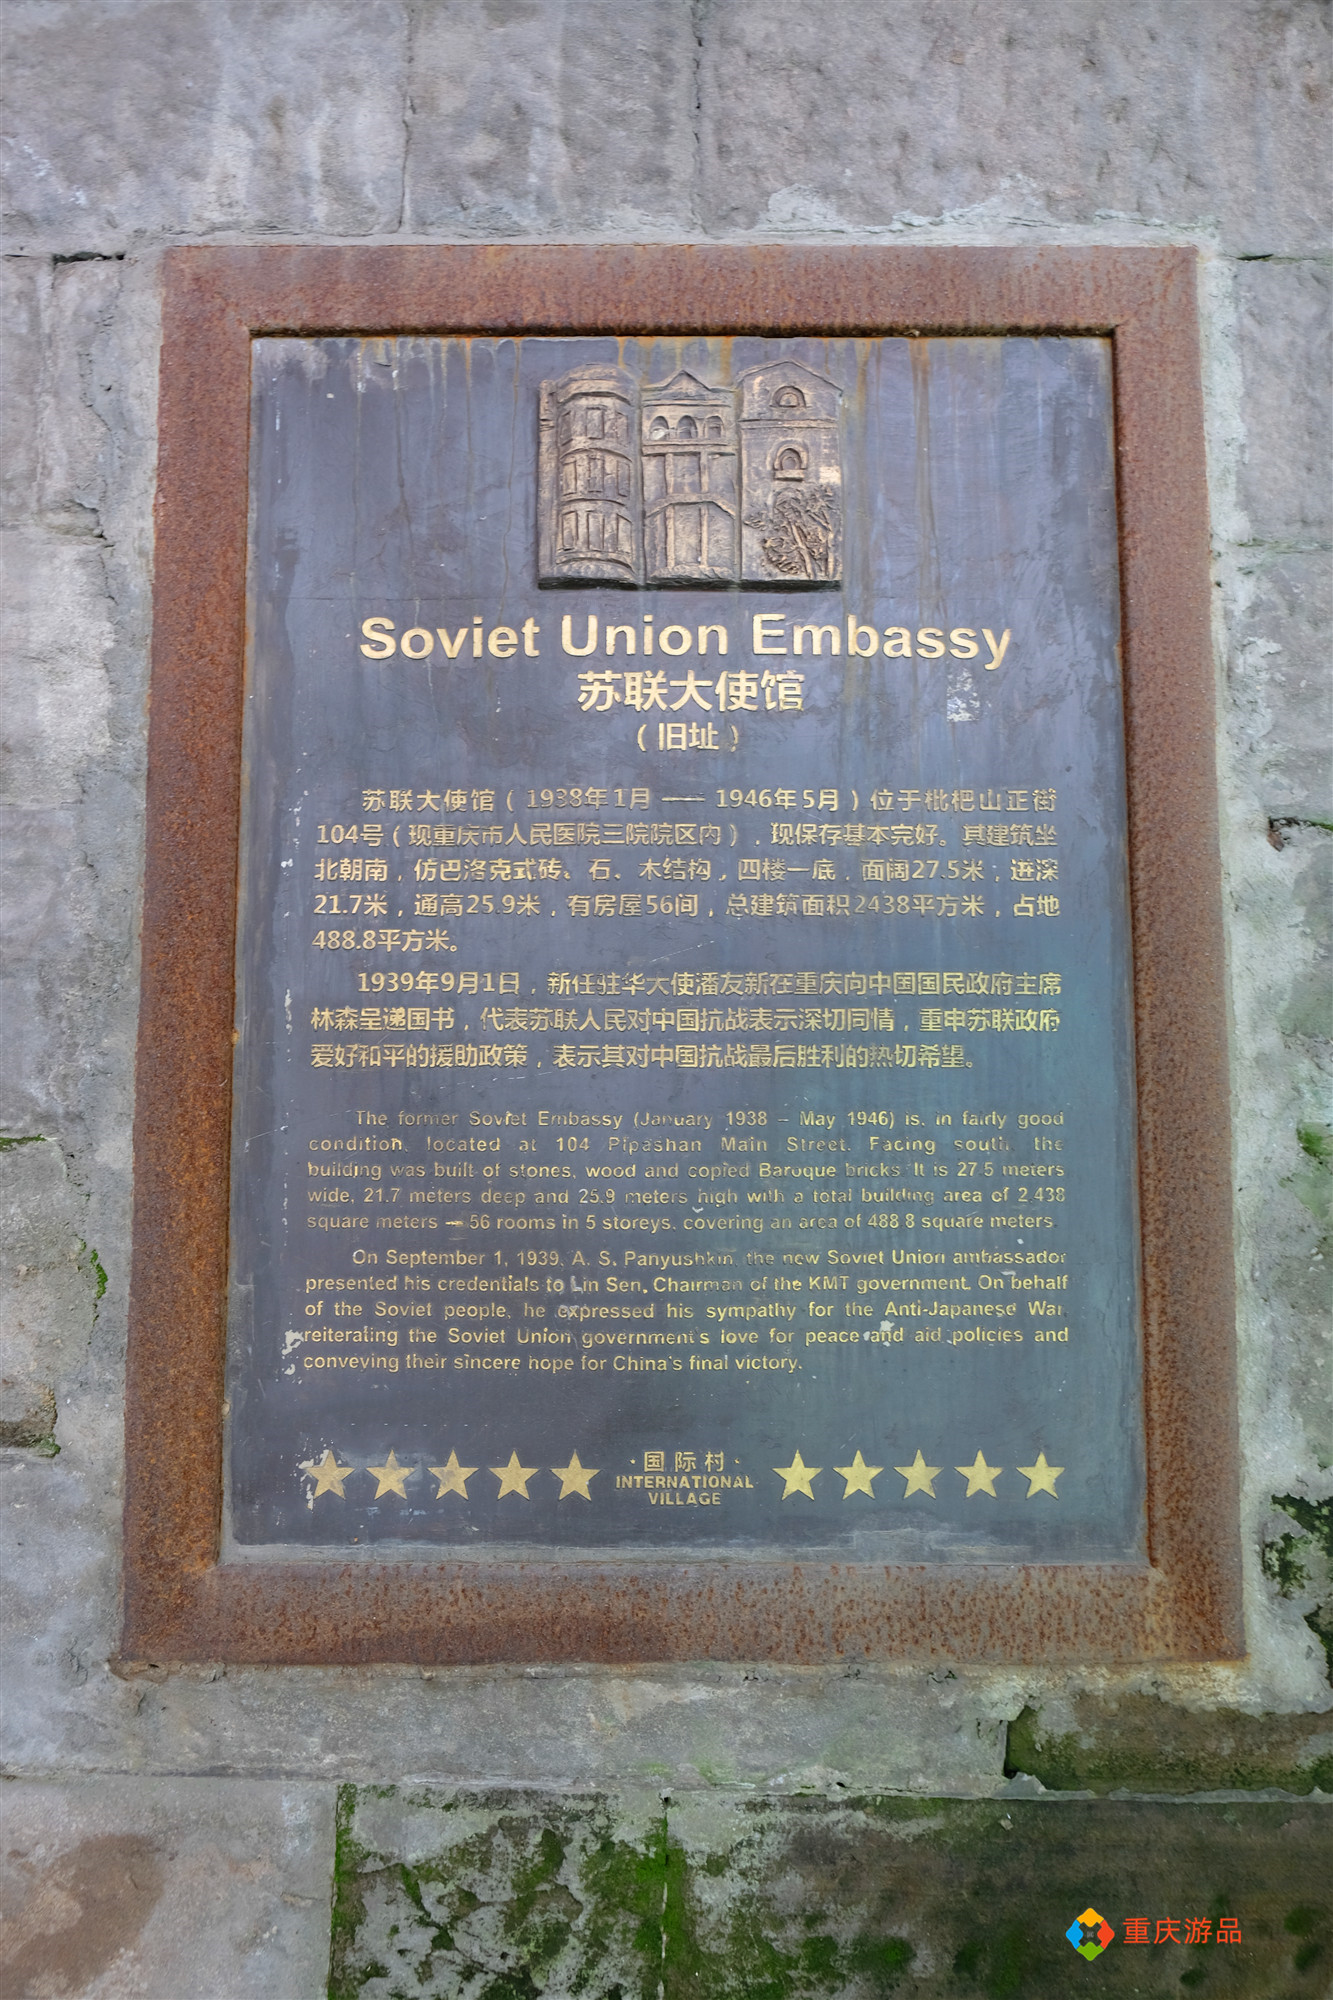 Soviet Union Embassy
苏联大使馆
（旧址）
苏联大使馆（1938年1月 —— 1946年5月）位于枇杷山正街
104号（现重庆市人民医院三院院区内），现保存基本完好。其建筑坐
北朝南，仿巴洛克式砖、石、木结构，四楼一底，面阔27.5米；进深
21.7米，通高25.9米，有房屋56间，总建筑面积2438平方米，占地
488.8平方米。
1939年9月1日，新任驻华大使潘友新在重庆向中国国民政府主席
林森呈递国书，代表苏联人民对中国抗战表示深切同情，重申苏联政府
爱好和平的援助政策，表示其对中国抗战最后胜利的热切希望。
The former Soviet Embassy (January 1938 – May 1946) is, in fairly good
condition, located at 104 Pipashan Main Street. Facing south, the
building was built of stones, wood and copied Baroque bricks. It is 27.5 meters
wide, 21.7 meters deep and 25.9 meters high with a total building area of 2,438
square meters — 56 rooms in 5 storeys, covering an area of 488.8 square meters.
On September 1, 1939, A. S. Panyushkin, the new Soviet Union ambassador
presented his credentials to Lin Sen, Chairman of the KMT government. On behalf
of the Soviet people, he expressed his sympathy for the Anti-Japanese War,
reiterating the Soviet Union government's love for peace and aid policies and
conveying their sincere hope for China's final victory.
·国际村·
INTERNATIONAL
VILLAGE
重庆游品